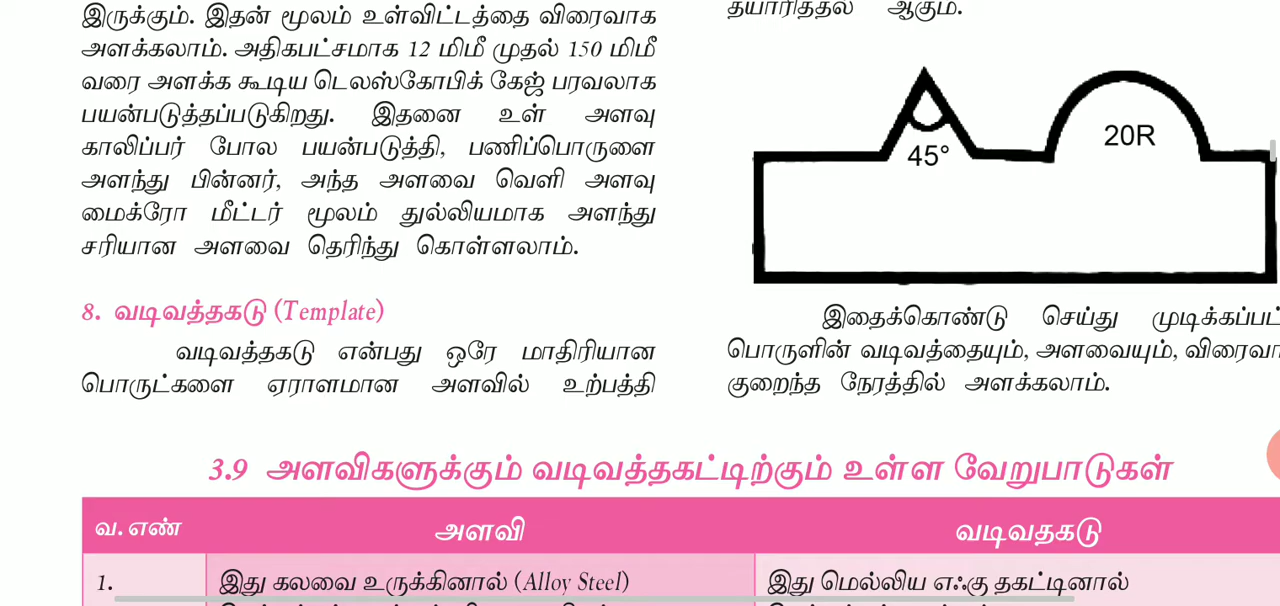 இருக்கும். இதன் மூலம் உள்விட்டத்தை விரைவாக
அளக்கலாம். அதிகபட்சமாக 12 மிமீ முதல் 150 மிமீ
வரை அளக்க கூடிய டெலஸ்கோபிக் கேஜ் பரவலாக
பயன்படுத்தப்படுகிறது. இதனை உள் அளவு
காலிப்பர் போல பயன்படுத்தி, பணிப்பொருளை
அளந்து பின்னர், அந்த அளவை வெளி அளவு
மைக்ரோ மீட்டர் மூலம் துல்லியமாக அளந்து
சரியான அளவை தெரிந்து கொள்ளலாம்.
8. வடிவத்தகடு (Template)
வடிவத்தகடு என்பது ஒரே மாதிரியான
பொருட்களை ஏராளமான அளவில் உற்பத்தி
தயாரித்தல் ஆகும்.
45°
20R
இதைக்கொண்டு செய்து முடிக்கப்பட்
பொருளின் வடிவத்தையும், அளவையும், விரைவா
குறைந்த நேரத்தில் அளக்கலாம்.
3.9 அளவிகளுக்கும் வடிவத்தகட்டிற்கும் உள்ள வேறுபாடுகள்
வ.எண் அளவி வடிவதகடு
1. இது கலவை உருக்கினால் (Alloy Steel) இது மெல்லிய எஃகு தகட்டினால்